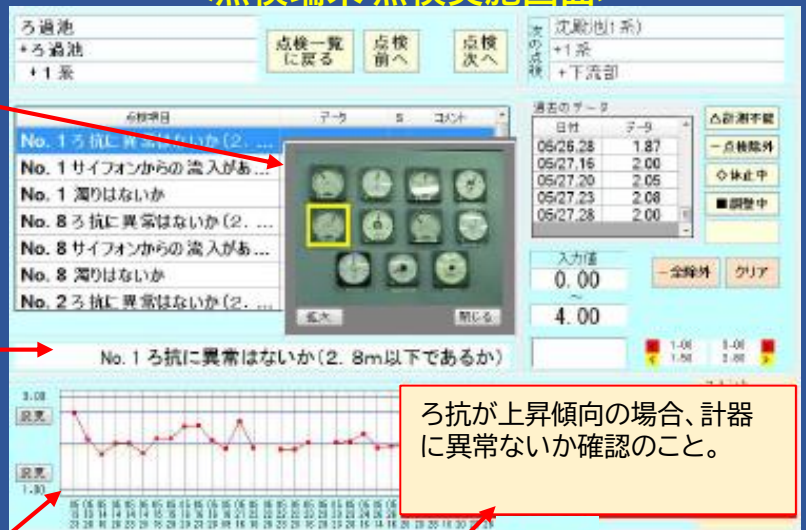 ろ過池
+ろ過池
+1系
点検一覧
に戻る
点検
前へ
点検
次へ
次の点検
沈殿池(1系)
+1系
+下流部
点検項目 データ S コメント
No. 1ろ抗に異常はないか(2. ...
No. 1サイフォンからの流入があ...
No. 1 濁りはないか
No. 8ろ抗に異常はないか(2. ...
No. 8サイフォンからの流入があ...
No. 8 濁りはないか
No. 2ろ抗に異常はないか(2. ...
拡大
閉じる
過去のデータ
日付 データ
05/26.28 1.87
05/27.16 2.00
05/27.20 2.05
05/27.23 2.08
05/27.28 2.00
△計測不能
－点検除外
◇休止中
■調整中
入力値
0.00
～
4.00
－全除外
クリア
No. 1ろ抗に異常はないか(2. 8m以下であるか)
3.00
変更
変更
1.00
ろ抗が上昇傾向の場合、計器
に異常ないか確認のこと。